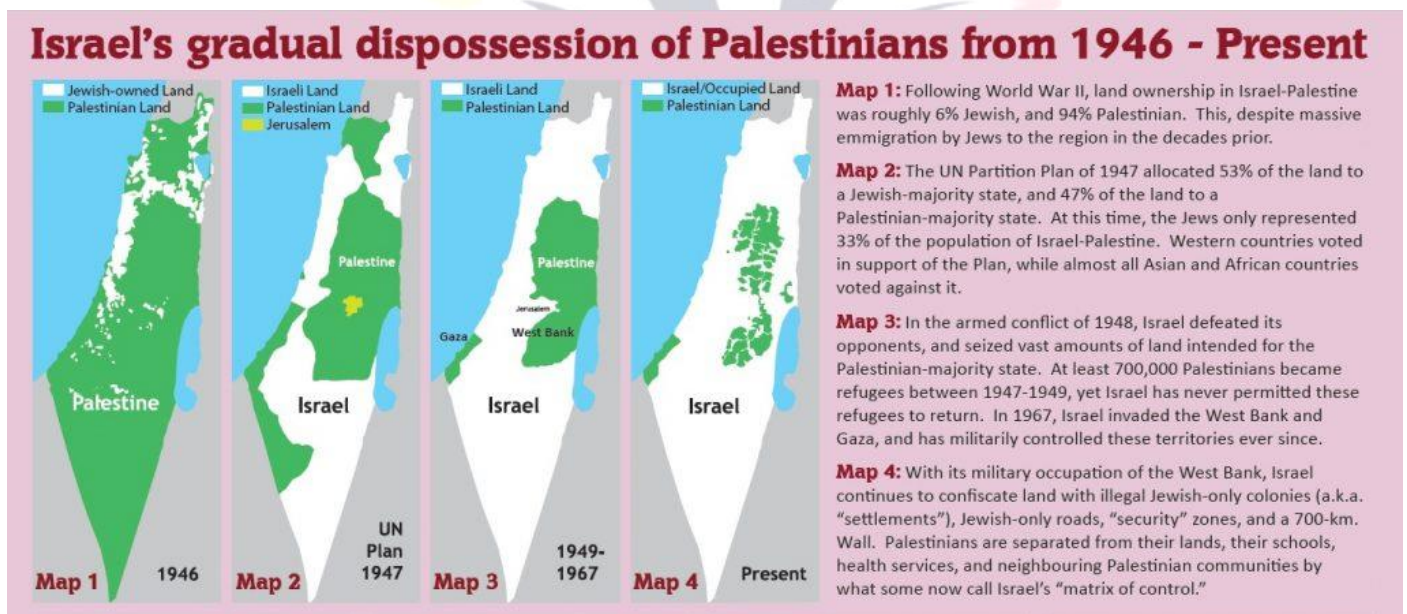 Israel's gradual dispossession of Palestinians from 1946 - Present
Jewish-owned Land
Palestinian Land
Palestine
Map 1
1946
Israeli Land
Palestinian Land
Jerusalem
Palestine
Israel
UN
Plan
1947
Map 2
Israeli Land
Palestinian Land
Palestine
Jerusalem
West Bank
Gaza
Israel
1949-
1967
Map 3
Israel/Occupied Land
Palestinian Land
Israel
Map 4
Present
Map 1: Following World War II, land ownership in Israel-Palestine
was roughly 6% Jewish, and 94% Palestinian. This, despite massive
emmigration by Jews to the region in the decades prior.
Map 2: The UN Partition Plan of 1947 allocated 53% of the land to
a Jewish-majority state, and 47% of the land to a
Palestinian-majority state. At this time, the Jews only represented
33% of the population of Israel-Palestine. Western countries voted
in support of the Plan, while almost all Asian and African countries
voted against it.
Map 3: In the armed conflict of 1948, Israel defeated its
opponents, and seized vast amounts of land intended for the
Palestinian-majority state. At least 700,000 Palestinians became
refugees between 1947-1949, yet Israel has never permitted these
refugees to return. In 1967, Israel invaded the West Bank and
Gaza, and has militarily controlled these territories ever since.
Map 4: With its military occupation of the West Bank, Israel
continues to confiscate land with illegal Jewish-only colonies (a.k.a.
"settlements"), Jewish-only roads, "security" zones, and a 700-km.
Wall. Palestinians are separated from their lands, their schools,
health services, and neighbouring Palestinian communities by
what some now call Israel's "matrix of control."